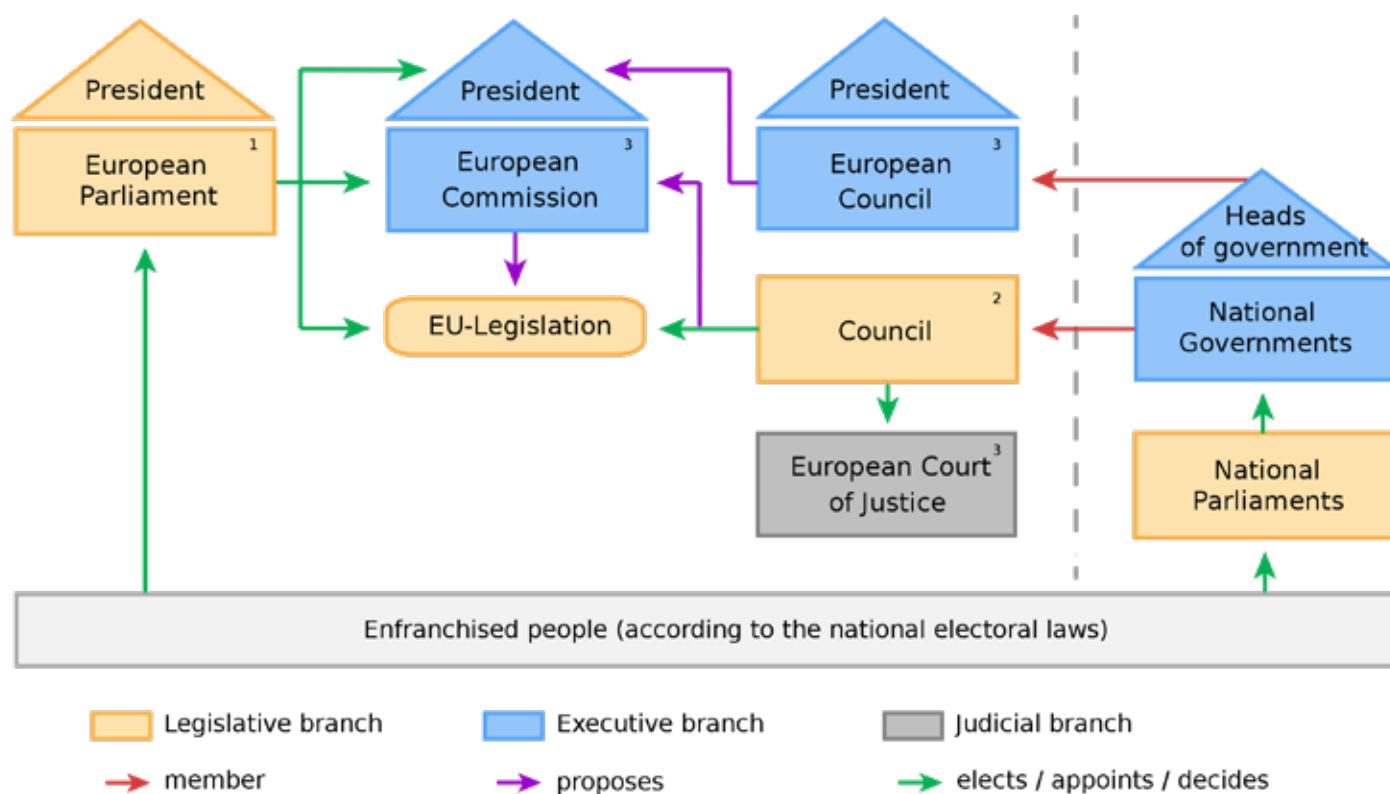 President
President
President
European
Parliament
1
European
Commission
3
European
Council
3
Heads
of government
EU-Legislation
Council
2
National
Governments
European Court
of Justice
3
National
Parliaments
Enfranchised people (according to the national electoral laws)
Legislative branch
Executive branch
Judicial branch
member
proposes
elects / appoints / decides